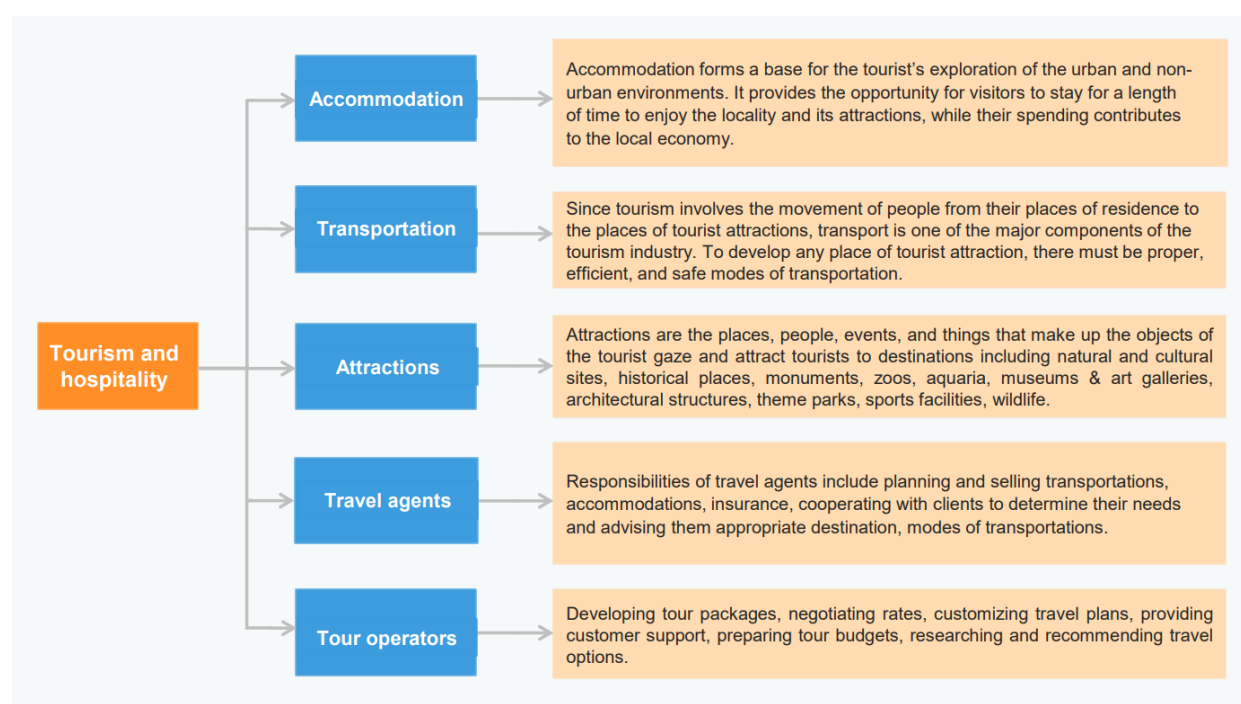 Tourism and
hospitality
Accommodation
Accommodation forms a base for the tourist's exploration of the urban and non-
urban environments. It provides the opportunity for visitors to stay for a length
of time to enjoy the locality and its attractions, while their spending contributes
to the local economy.
Transportation
Since tourism involves the movement of people from their places of residence to
the places of tourist attractions, transport is one of the major components of the
tourism industry. To develop any place of tourist attraction, there must be proper,
efficient, and safe modes of transportation.
Attractions
Attractions are the places, people, events, and things that make up the objects of
the tourist gaze and attract tourists to destinations including natural and cultural
sites, historical places, monuments, zoos, aquaria, museums & art galleries,
architectural structures, theme parks, sports facilities, wildlife.
Travel agents
Responsibilities of travel agents include planning and selling transportations,
accommodations, insurance, cooperating with clients to determine their needs
and advising them appropriate destination, modes of transportations.
Tour operators
Developing tour packages, negotiating rates, customizing travel plans, providing
customer support, preparing tour budgets, researching and recommending travel
options.